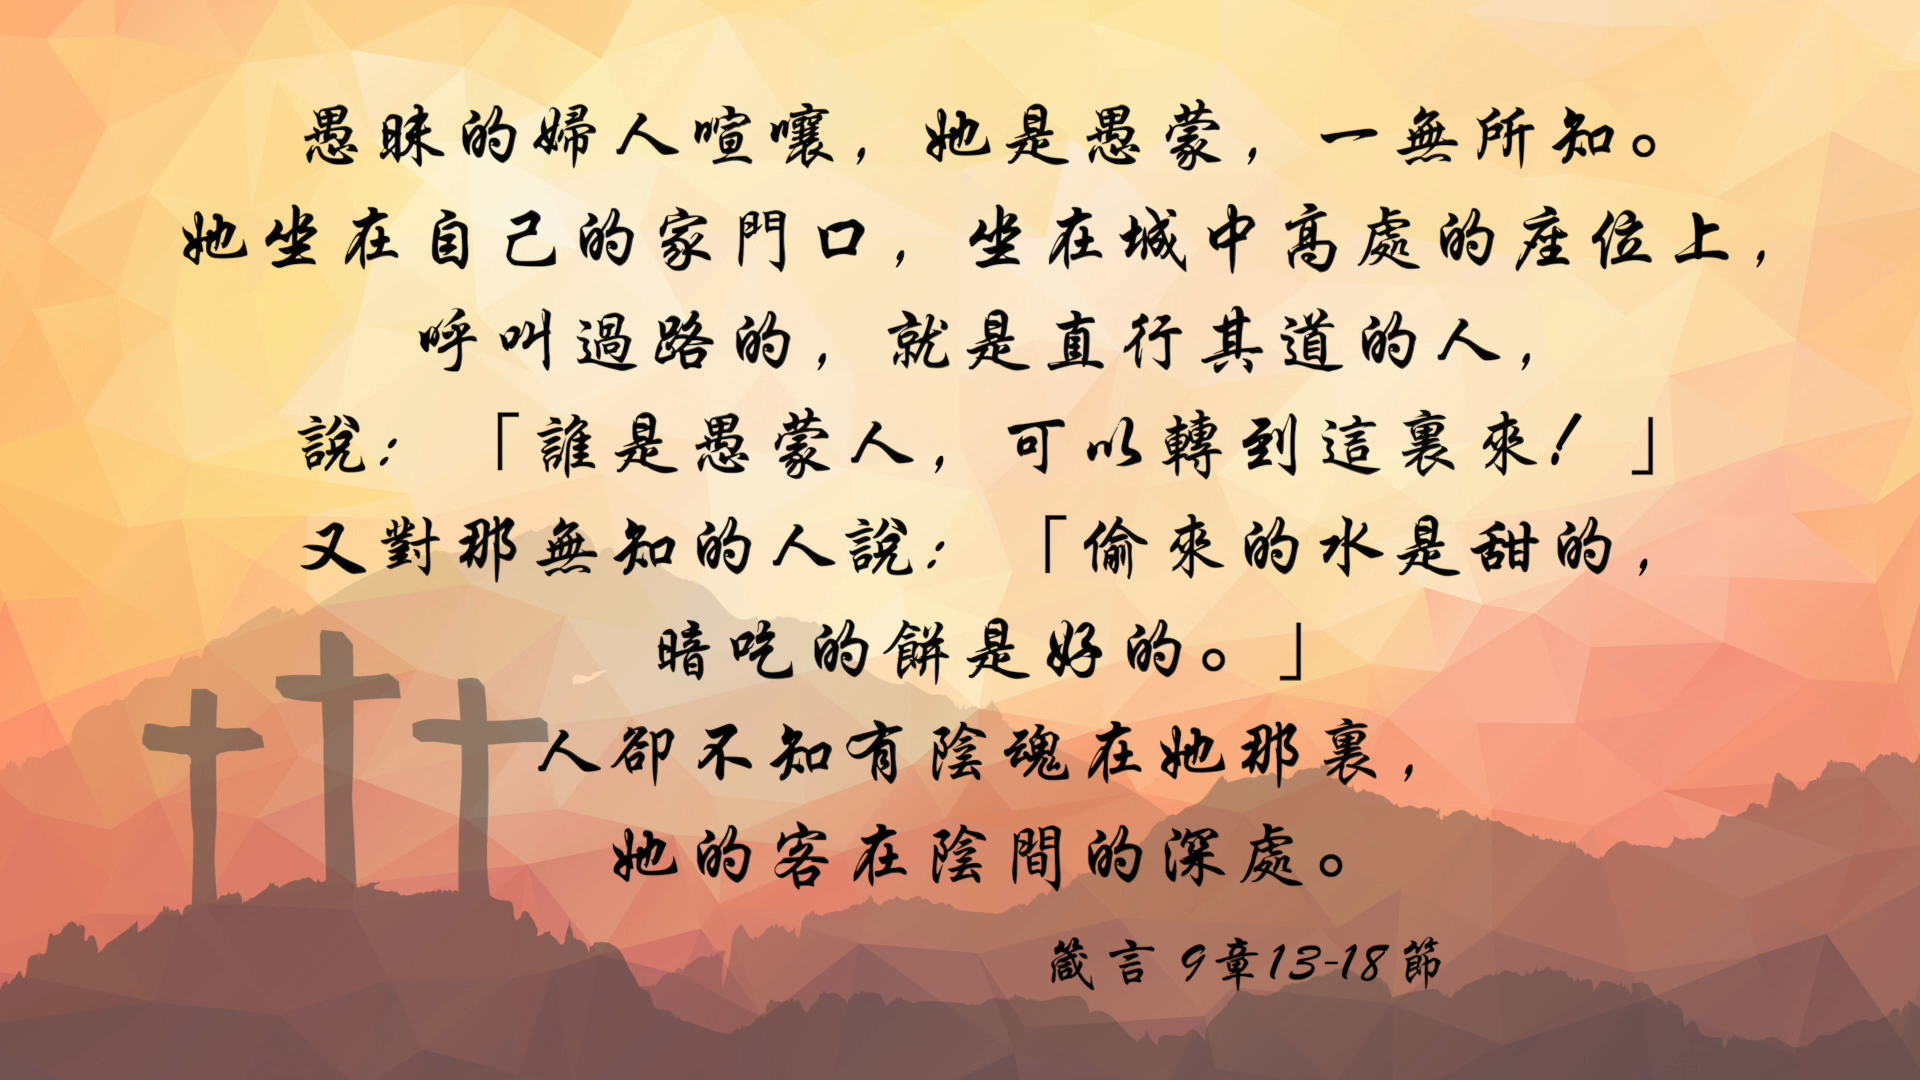 愚昧的婦人喧嚷，她是愚蒙，一無所知。
她坐在自己的家門口，坐在城中高處的座位上，
呼叫過路的，就是直行其道的人，
說：「誰是愚蒙人，可以轉到這裏來！」
又對那無知的人說：「偷來的水是甜的，
暗吃的餅是好的。」
人卻不知有陰魂在她那裏，
她的客在陰間的深處。
箴言 9章13-18節